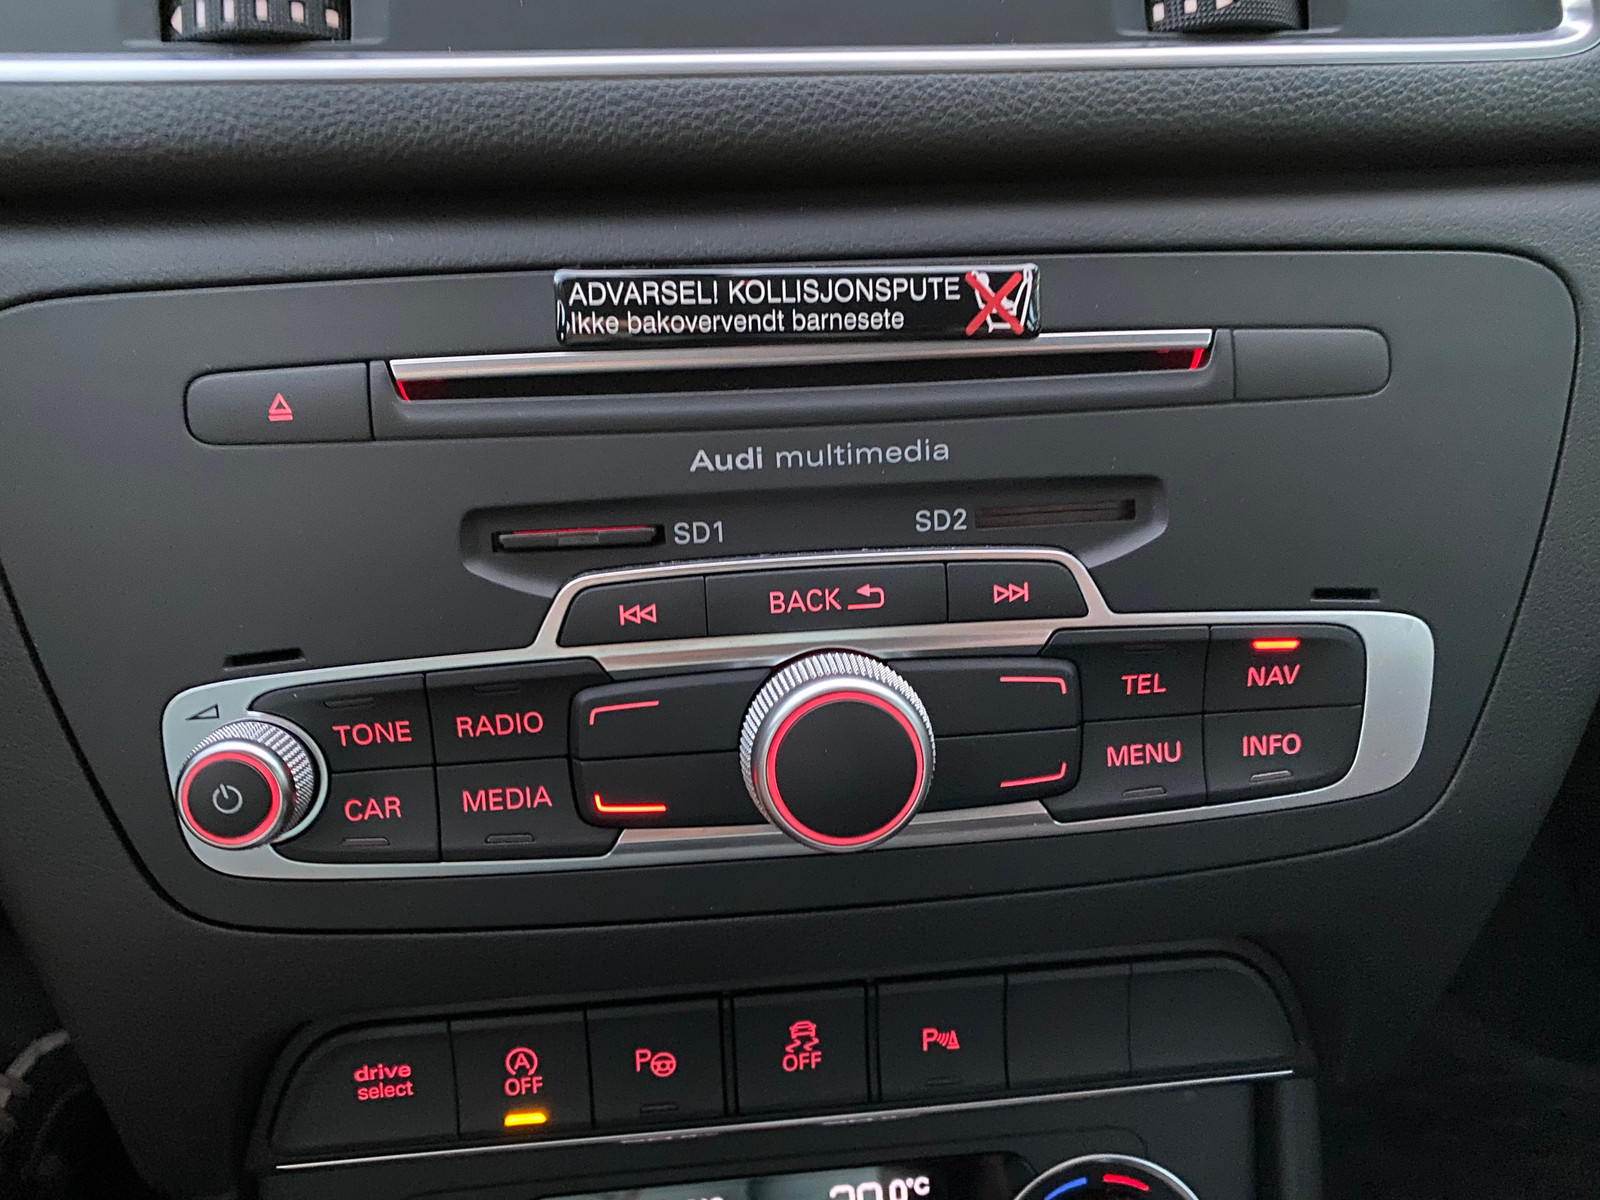 ADVARSEL! KOLLISJONSPUTE
Ikke bakovervendt barnesete
Audi multimedia
SD1
SD2
BACK
TONE
RADIO
TEL
NAV
CAR
MEDIA
MENU
INFO
drive
select
A
OFF
P
OFF
P